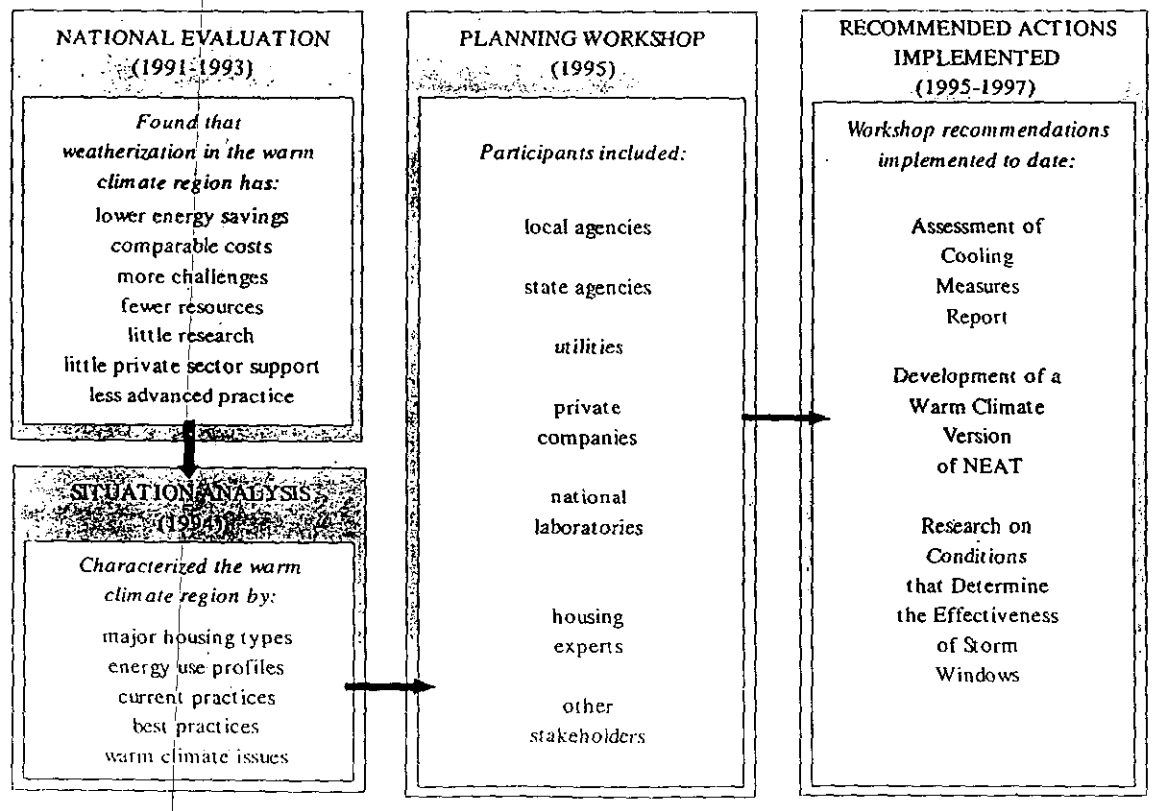 NATIONAL EVALUATION
(1991-1993)
Found that
weatherization in the warm
climate region has:
lower energy savings
comparable costs
more challenges
fewer resources
little research
little private sector support
less advanced practice
SITUATION ANALYSIS
(1994)
Characterized the warm
climate region by:
major housing types
energy use profiles
current practices
best practices
warm climate issues
PLANNING WORKSHOP
(1995)
Participants included:
local agencies
state agencies
utilities
private
companies
national
laboratories
housing
experts
other
stakeholders
RECOMMENDED ACTIONS
IMPLEMENTED
(1995-1997)
Workshop recommendations
implemented to date:
Assessment of
Cooling
Measures
Report
Development of a
Warm Climate
Version
of NEAT
Research on
Conditions
that Determine
the Effectiveness
of Storm
Windows